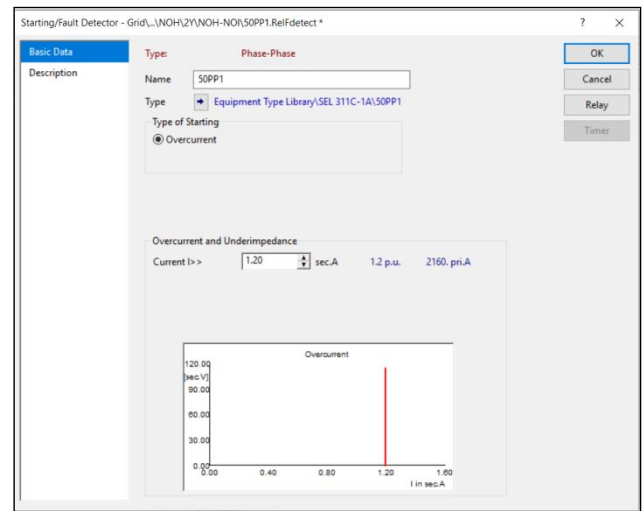 Starting/Fault Detector - Grid\...\NOH\2Y\NOH-NOI\50PP1.RelFdetect *
? ×
Basic Data
Description
Type: Phase-Phase
Name 50PP1
Type Equipment Type Library\SEL 311C-1A\50PP1
Type of Starting
Overcurrent
OK
Cancel
Relay
Timer
Overcurrent and Underimpedance
Current I>> 1.20 sec.A 1.2 p.u. 2160. pri.A
Overcurrent
120.00
[sec.V]
90.00
60.00
30.00
0.00
0.00 0.40 0.80 1.20 1.60
I in sec.A